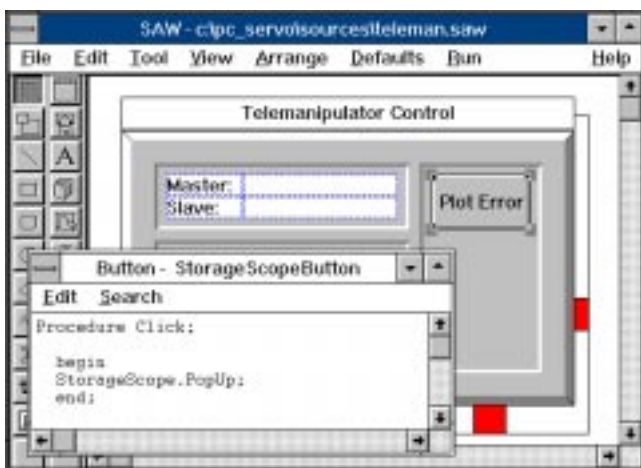 SAW - c:\pc_servo\sources\teleman.saw
File Edit Tool View Arrange Defaults Run Help
Telemanipulator Control
A
Master:
Slave:
Plot Error
Button - StorageScopeButton
Edit Search
Procedure Click;
begin
StorageScope.PopUp;
end;